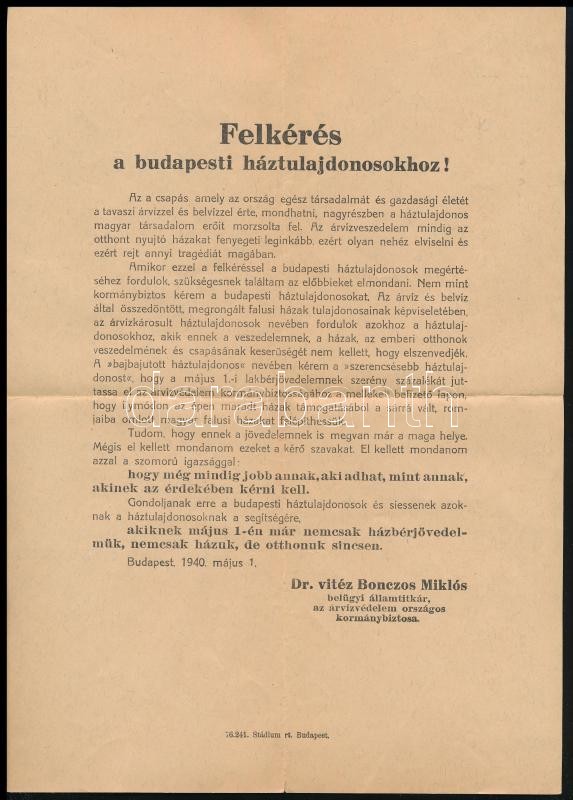 Felkérés
a budapesti háztulajdonosokhoz!
Az a csapás amely az ország egész társadalmát és gazdasági életét
a tavaszi árvízzel és belvízzel érte, mondhatni, nagyrészben a háztulajdonos
magyar társadalom erőit morzsolta fel. Az árvízveszedelem mindig az
otthont nyujtó házakat fenyegeti leginkább, ezért olyan nehéz elviselni és
ezért rejt annyi tragédiát magában.
Amikor ezzel a felkéréssel a budapesti háztulajdonosok megérté-
séhez fordulok, szükségesnek találtam az előbbieket elmondani. Nem mint
kormánybiztos kérem a budapesti háztulajdonosokat. Az árvíz és belvíz
által összedöntött, megrongált falusi házak tulajdonosainak képviseletében,
az árvízkárosult háztulajdonosok nevében fordulok azokhoz a háztulaj-
donosokhoz, akik ennek a veszedelemnek, a házak, az emberi otthonok
veszedelmének és csapásának keserűségét nem kellett, hogy elszenvedjék.
A »bajbajutott háztulajdonos« nevében kérem a »szerencsésebb háztulaj-
donost«, hogy a május 1.-i lakbérjövedelemnek szerény százalékát jut-
tassa el az árvízvédelem kormánybiztosságához a mellékelt befizető lapon,
hogy ily módon az épen maradt házak támogatásából a sárrá vált, rom-
jaiba omlott magyar falusi házakat felépíthessük.
Tudom, hogy ennek a jövedelemnek is megvan már a maga helye.
Mégis el kellett mondanom ezeket a kérő szavakat. El kellett mondanom
azzal a szomorú igazsággal:
hogy még mindig jobb annak, aki adhat, mint annak,
akinek az érdekében kérni kell.
Gondoljanak erre a budapesti háztulajdonosok és siessenek azok-
nak a háztulajdonosoknak a segítségére,
akiknek május 1-én már nemcsak házbérjövedel-
mük, nemcsak házuk, de otthonuk sincsen.
Budapest, 1940. május 1.
Dr. vitéz Bonczos Miklós
belügyi államtitkár,
az árvízvédelem országos
kormánybiztosa.
darabanth
76.241. Stádium rt. Budapest.